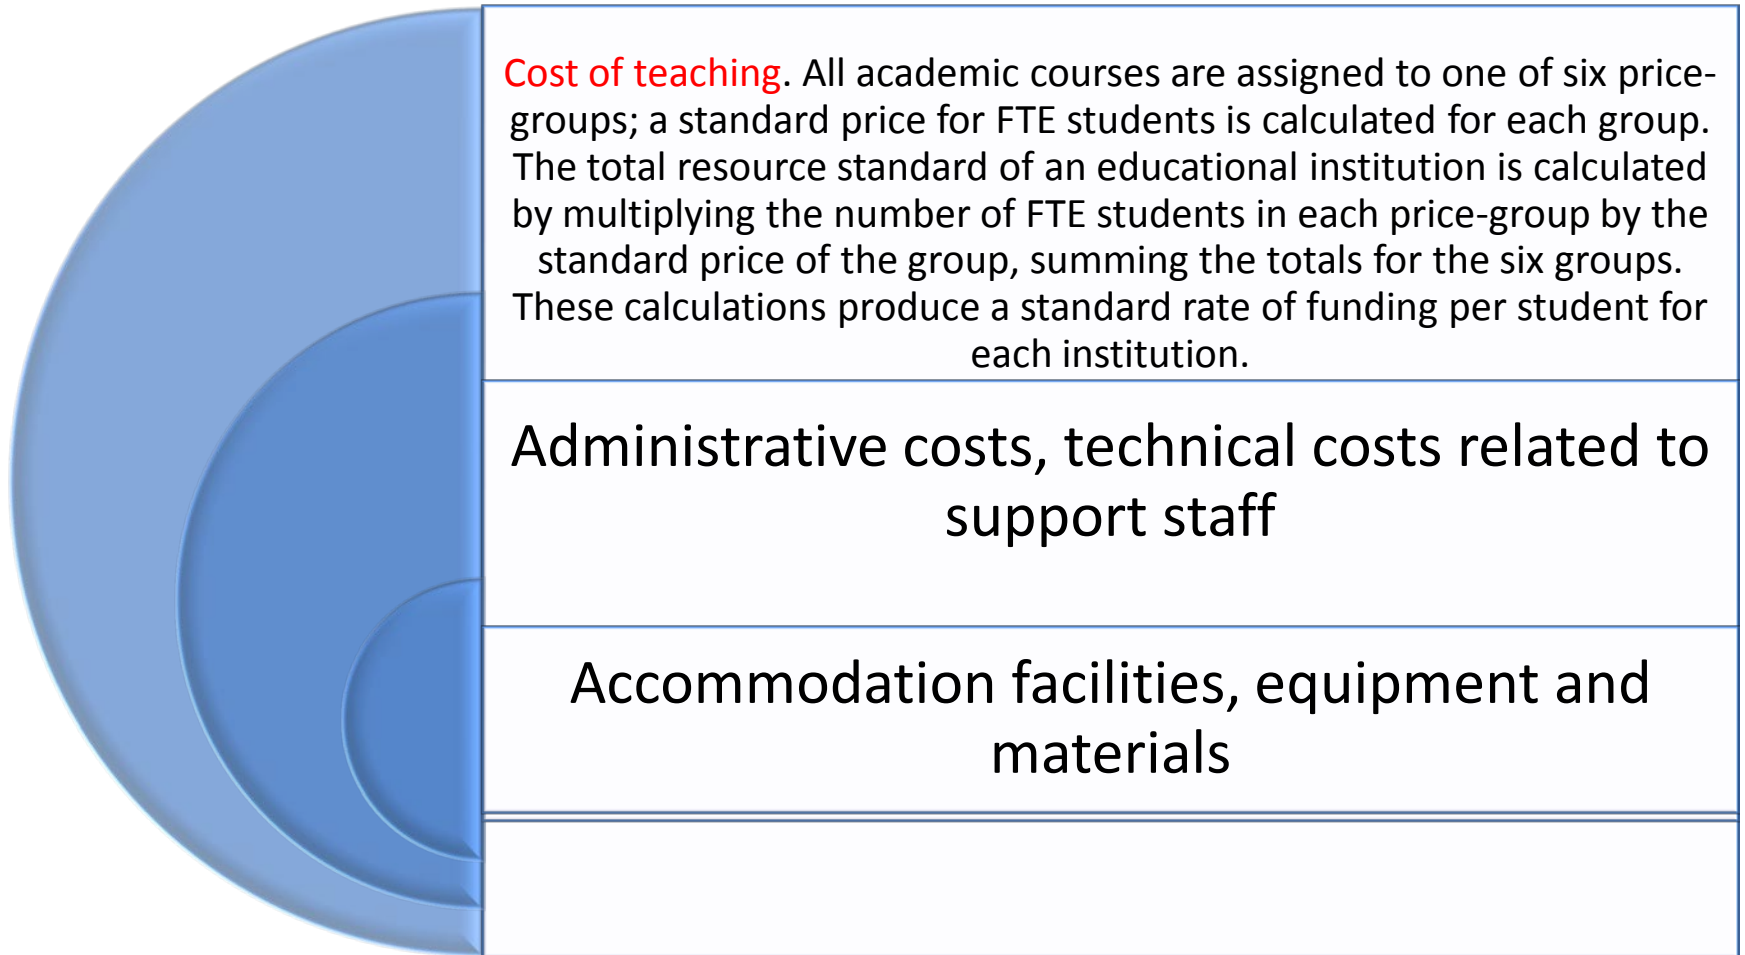 Cost of teaching. All academic courses are assigned to one of six price-
groups; a standard price for FTE students is calculated for each group.
The total resource standard of an educational institution is calculated
by multiplying the number of FTE students in each price-group by the
standard price of the group, summing the totals for the six groups.
These calculations produce a standard rate of funding per student for
each institution.
Administrative costs, technical costs related to
support staff
Accommodation facilities, equipment and
materials